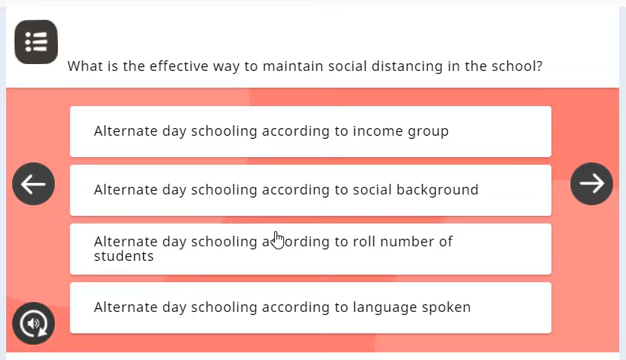 What is the effective way to maintain social distancing in the school?
Alternate day schooling according to income group
Alternate day schooling according to social background
Alternate day schooling according to roll number of
students
Alternate day schooling according to language spoken